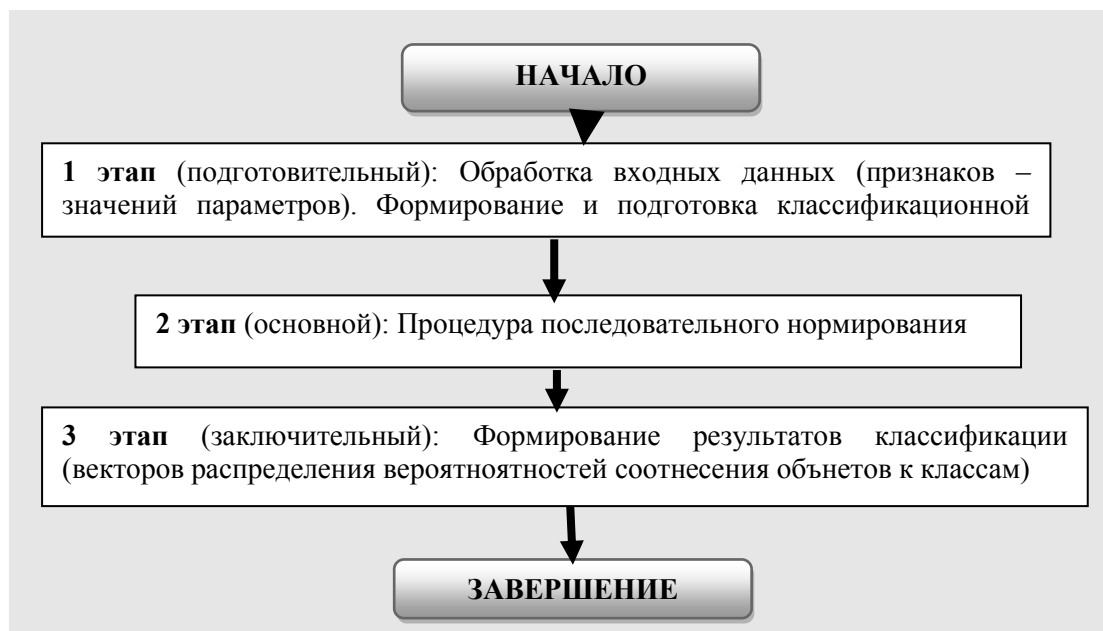 НАЧАЛО
1 этап (подготовительный): Обработка входных данных (признаков –
значений параметров). Формирование и подготовка классификационной
2 этап (основной): Процедура последовательного нормирования
3 этап (заключительный): Формирование результатов классификации
(векторов распределения вероятноятностей соотнесения обънетов к классам)
ЗАВЕРШЕНИЕ